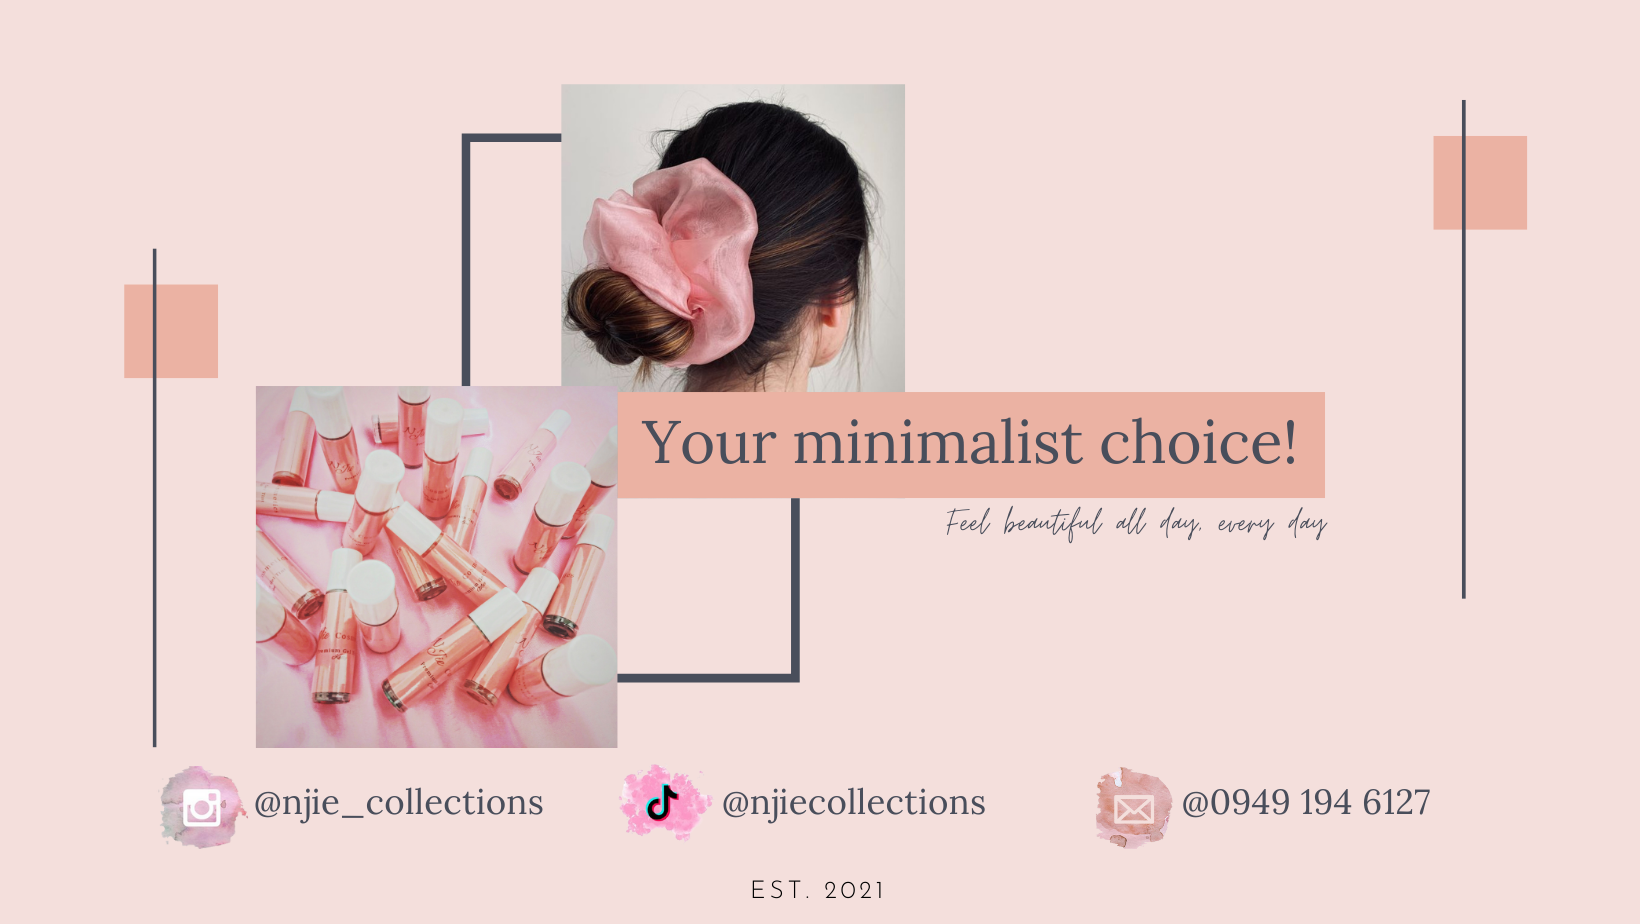 Your minimalist choice!
Feel beautiful all day, every day
@njie_collections
@njiecollections
@0949 194 6127
EST. 2021